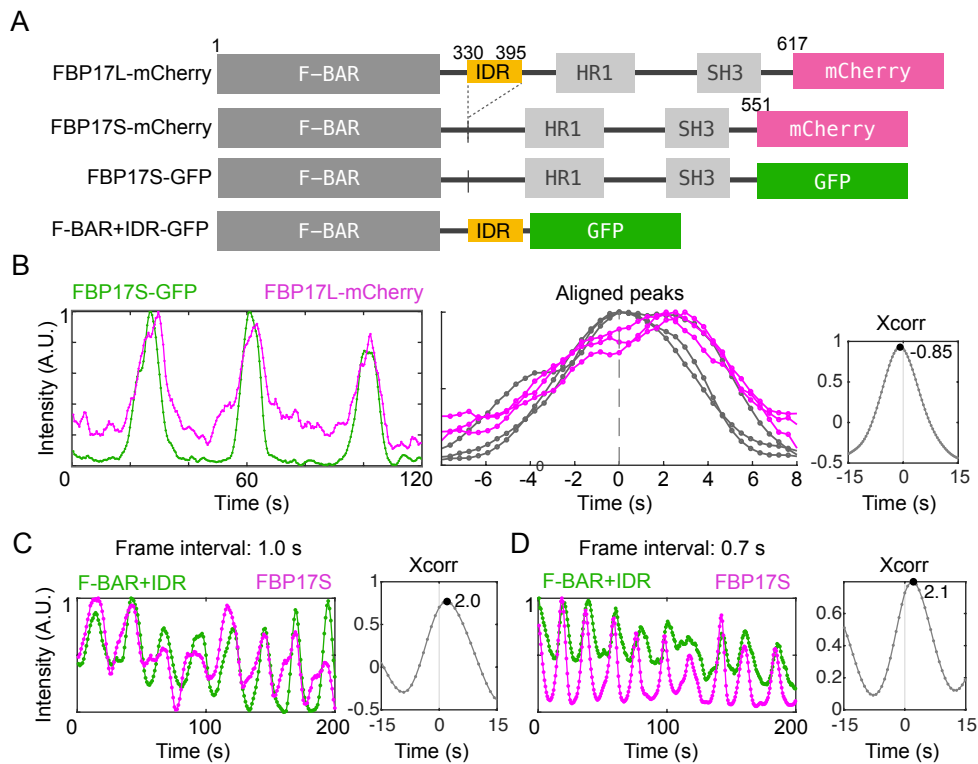 A
1
330 395
617
FBP17L-mCherry
F-BAR
IDR
HR1
SH3
mCherry
551
FBP17S-mCherry
F-BAR
HR1
SH3
mCherry
FBP17S-GFP
F-BAR
HR1
SH3
GFP
F-BAR+IDR-GFP
F-BAR
IDR
GFP
B
FBP17S-GFP
FBP17L-mCherry
Intensity (A.U.)
1
0 60 120
Time (s)
Aligned peaks
0
-6 -4 -2 0 2 4 6 8
Time (s)
Xcorr
-0.85
1
0.5
0
-0.5
-15 0 15
Time (s)
C
Frame interval: 1.0 s
F-BAR+IDR
FBP17S
Intensity (A.U.)
1
0 100 200
Time (s)
Xcorr
2.0
1
0.5
0
-0.5
-15 0 15
Time (s)
D
Frame interval: 0.7 s
F-BAR+IDR
FBP17S
1
0 100 200
Time (s)
Xcorr
2.1
0.8
0.6
0.4
0.2
0
-15 0 15
Time (s)